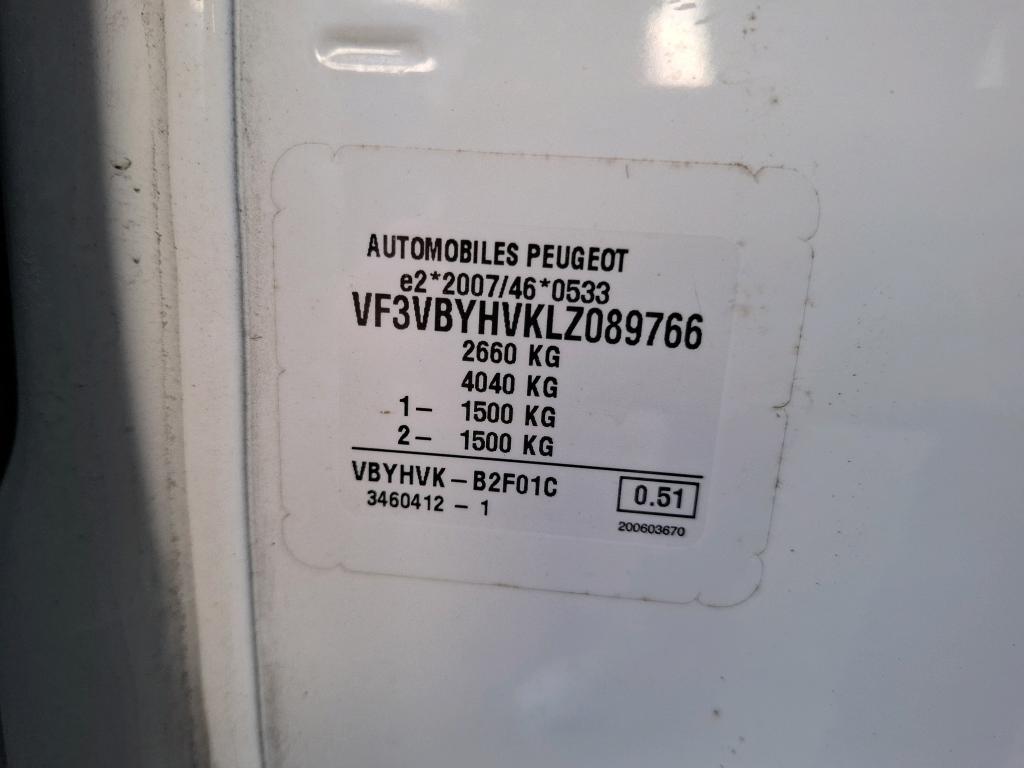 AUTOMOBILES PEUGEOT
e2*2007/46*0533
VF3VBYHVKLZ089766
2660 KG
4040 KG
1- 1500 KG
2- 1500 KG
VBYHVK-B2F01C
0.51
3460412 - 1
200603670